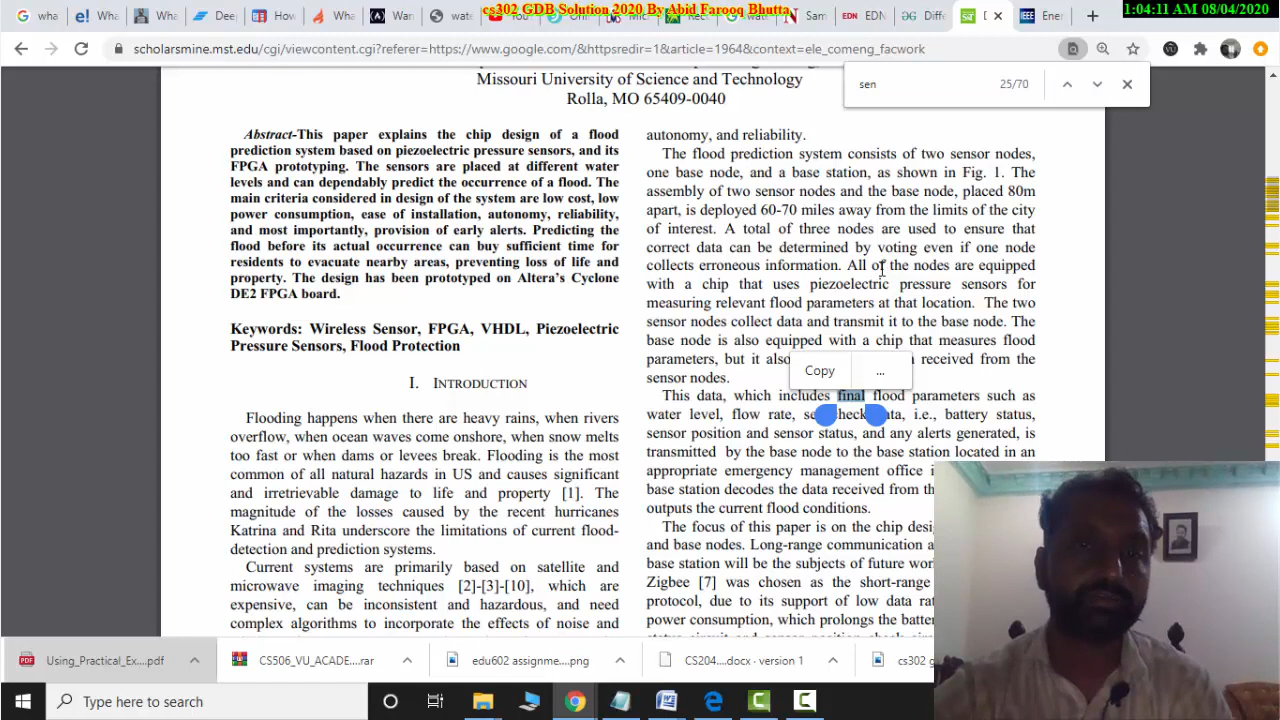 cs302 GDB Solution 2020 By Abid Farooq Bhutta
1:04:11 AM 08/04/2020
wha
What
Wha
Deep
How
Wha
wate
Sam
EDN
Diffe
Ener
scholarsmine.mst.edu/cgi/viewcontent.cgi?referer=https://www.google.com/&httpsredir=1&article=1964&context=ele_comeng_facwork
sen
25/70
Missouri University of Science and Technology
Rolla, MO 65409-0040
Abstract-This paper explains the chip design of a flood
prediction system based on piezoelectric pressure sensors, and its
FPGA prototyping. The sensors are placed at different water
levels and can dependably predict the occurrence of a flood. The
main criteria considered in design of the system are low cost, low
power consumption, ease of installation, autonomy, reliability,
and most importantly, provision of early alerts. Predicting the
flood before its actual occurrence can buy sufficient time for
residents to evacuate nearby areas, preventing loss of life and
property. The design has been prototyped on Altera's Cyclone
DE2 FPGA board.
Keywords: Wireless Sensor, FPGA, VHDL, Piezoelectric
Pressure Sensors, Flood Protection
I. INTRODUCTION
Flooding happens when there are heavy rains, when rivers
overflow, when ocean waves come onshore, when snow melts
too fast or when dams or levees break. Flooding is the most
common of all natural hazards in US and causes significant
and irretrievable damage to life and property [1]. The
magnitude of the losses caused by the recent hurricanes
Katrina and Rita underscore the limitations of current flood-
detection and prediction systems.
Current systems are primarily based on satellite and
microwave imaging techniques [2]-[3]-[10], which are
expensive, can be inconsistent and hazardous, and need
complex algorithms to incorporate the effects of noise and
autonomy, and reliability.
The flood prediction system consists of two sensor nodes,
one base node, and a base station, as shown in Fig. 1. The
assembly of two sensor nodes and the base node, placed 80m
apart, is deployed 60-70 miles away from the limits of the city
of interest. A total of three nodes are used to ensure that
correct data can be determined by voting even if one node
collects erroneous information. All of the nodes are equipped
with a chip that uses piezoelectric pressure sensors for
measuring relevant flood parameters at that location. The two
sensor nodes collect data and transmit it to the base node. The
base node is also equipped with a chip that measures flood
parameters, but it also received from the
sensor nodes.
Copy
...
This data, which includes final flood parameters such as
water level, flow rate, se check ta, i.e., battery status,
sensor position and sensor status, and any alerts generated, is
transmitted by the base node to the base station located in an
appropriate emergency management office i
base station decodes the data received from th
outputs the current flood conditions.
The focus of this paper is on the chip desig
and base nodes. Long-range communication a
base station will be the subjects of future wor
Zigbee [7] was chosen as the short-range
protocol, due to its support of low data rat
power consumption, which prolongs the batter
Using_Practical_Ex....pdf
CS506_VU_ACADE....rar
edu602 assignme....png
CS204....docx · version 1
cs302 g
Type here to search